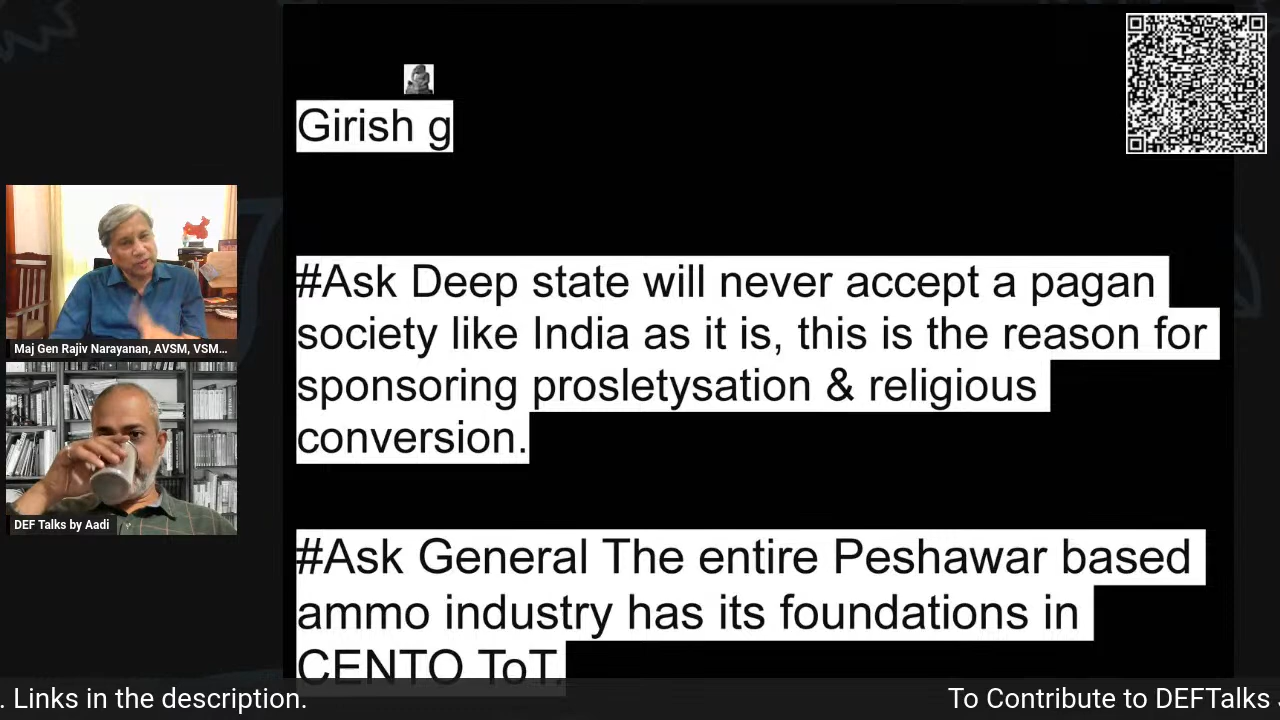 Girish g
#Ask Deep state will never accept a pagan
society like India as it is, this is the reason for
sponsoring prosletysation & religious
conversion.
#Ask General The entire Peshawar based
ammo industry has its foundations in
CENTO ToT.
Maj Gen Rajiv Narayanan, AVSM, VSM...
DEF Talks by Aadi
. Links in the description.
To Contribute to DEFTalks